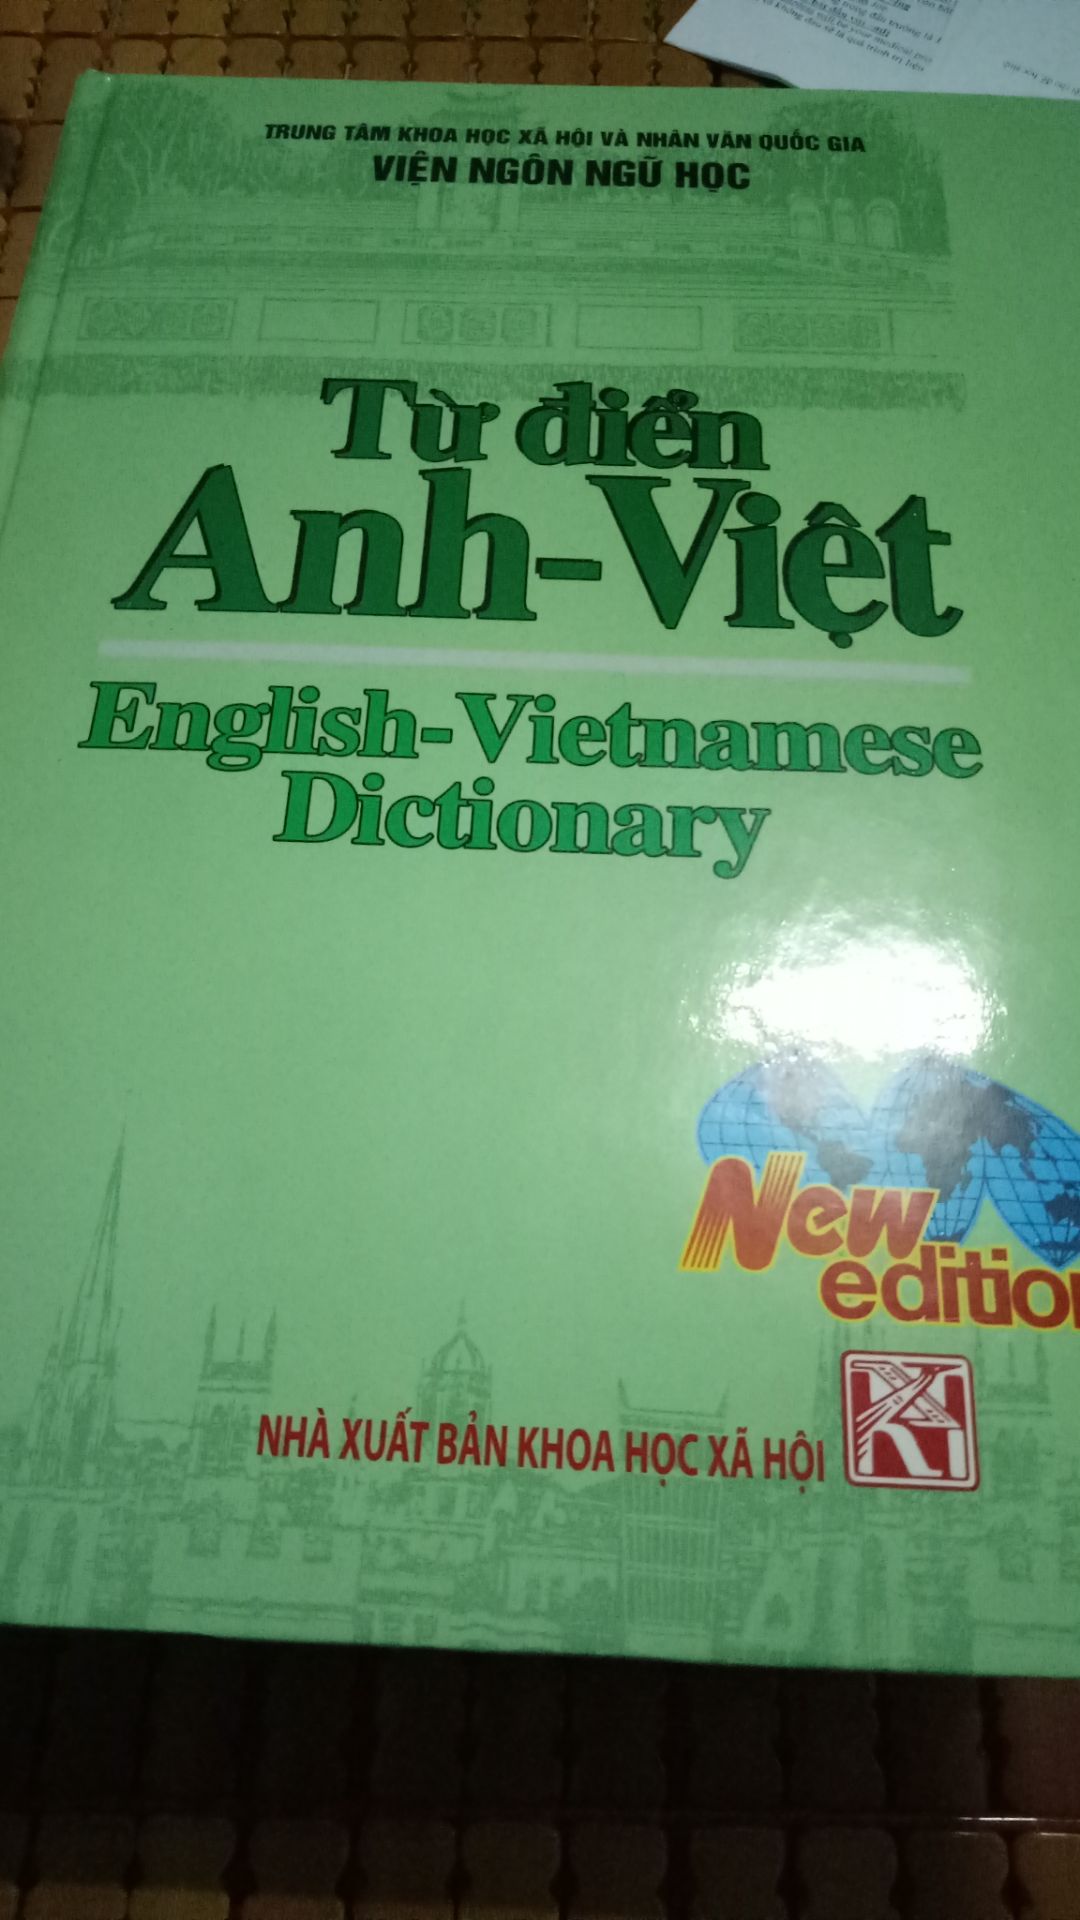 TRUNG TÂM KHOA HỌC XÃ HỘI VÀ NHÂN VĂN QUỐC GIA
VIỆN NGÔN NGỮ HỌC
Từ điển
Anh-Việt
English-Vietnamese
Dictionary
New
edition
NHÀ XUẤT BẢN KHOA HỌC XÃ HỘI